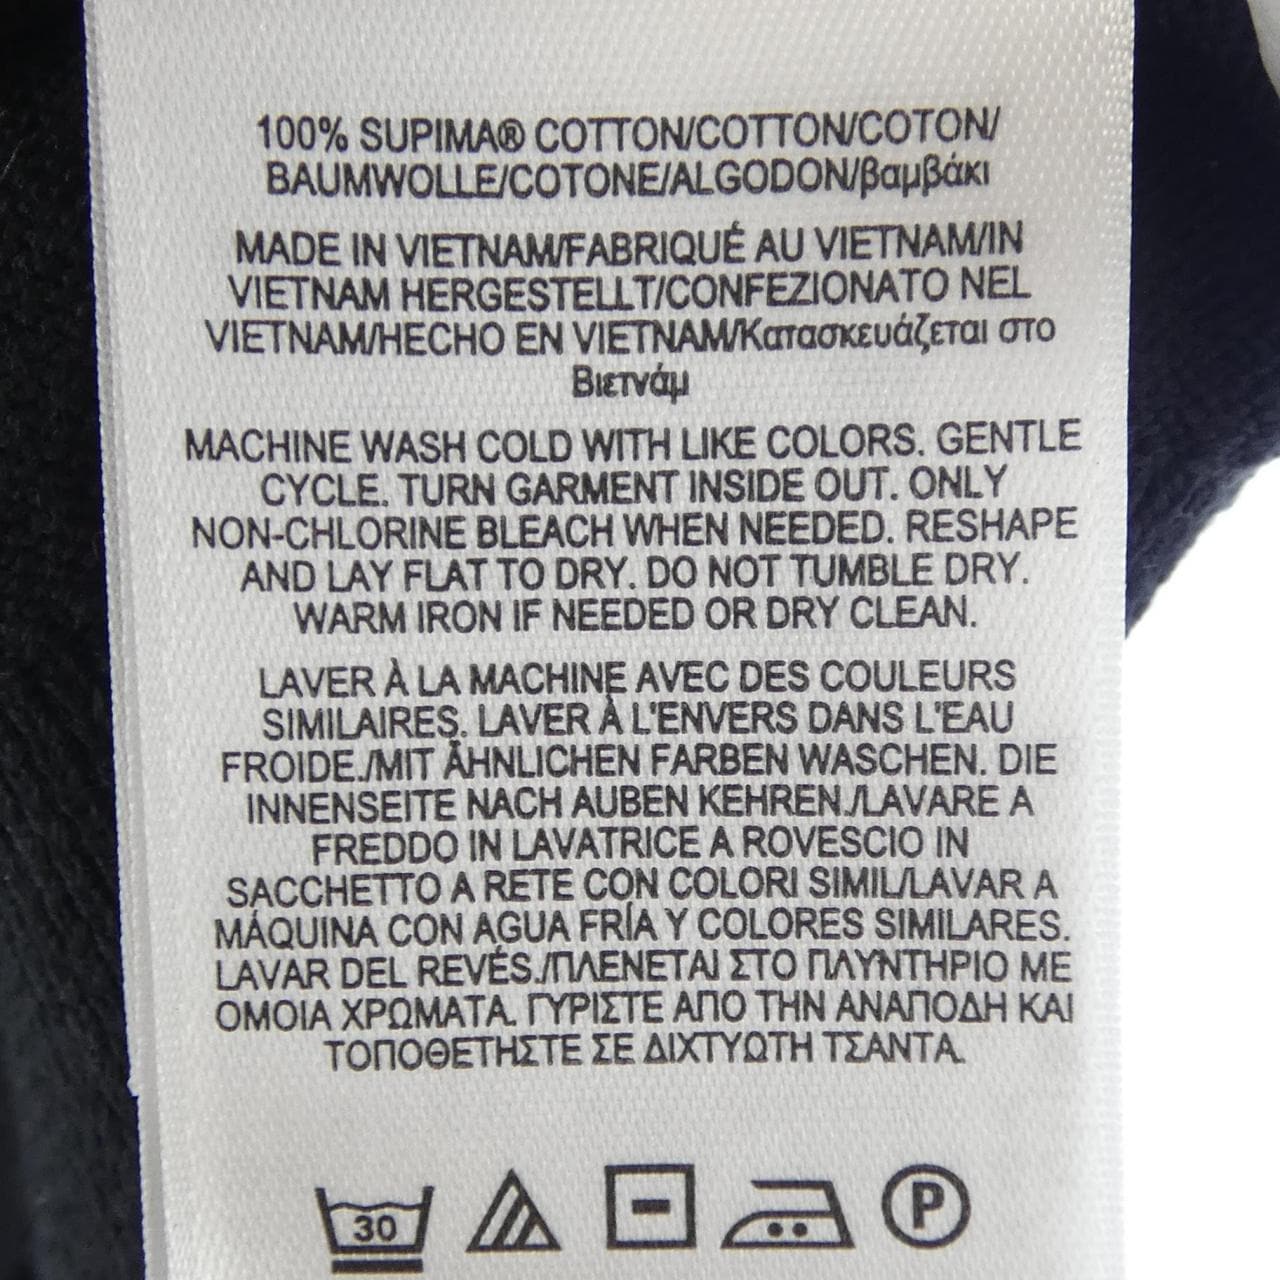 100% SUPIMA® COTTON/COTTON/COTON/
BAUMWOLLE/COTONE/ALGODON/βαμβάκι
MADE IN VIETNAM/FABRIQUÉ AU VIETNAM/IN
VIETNAM HERGESTELLT/CONFEZIONATO NEL
VIETNAM/HECHO EN VIETNAM/Κατασκευάζεται στο
Βιετνάμ
MACHINE WASH COLD WITH LIKE COLORS. GENTLE
CYCLE. TURN GARMENT INSIDE OUT. ONLY
NON-CHLORINE BLEACH WHEN NEEDED. RESHAPE
AND LAY FLAT TO DRY. DO NOT TUMBLE DRY.
WARM IRON IF NEEDED OR DRY CLEAN.
LAVER À LA MACHINE AVEC DES COULEURS
SIMILAIRES. LAVER À L'ENVERS DANS L'EAU
FROIDE./MIT ÄHNLICHEN FARBEN WASCHEN. DIE
INNENSEITE NACH AUBEN KEHREN./LAVARE A
FREDDO IN LAVATRICE A ROVESCIO IN
SACCHETTO A RETE CON COLORI SIMIL/LAVAR A
MÁQUINA CON AGUA FRÍA Y COLORES SIMILARES.
LAVAR DEL REVÉS./ΠΛΕΝΕΤΑΙ ΣΤΟ ΠΛΥΝΤΗΡΙΟ ΜΕ
ΟΜΟΙΑ ΧΡΩΜΑΤΑ. ΓΥΡΙΣΤΕ ΑΠΟ ΤΗΝ ΑΝΑΠΟΔΗ ΚΑΙ
ΤΟΠΟΘΕΤΗΣΤΕ ΣΕ ΔΙΧΤΥΩΤΗ ΤΣΑΝΤΑ.
30
P